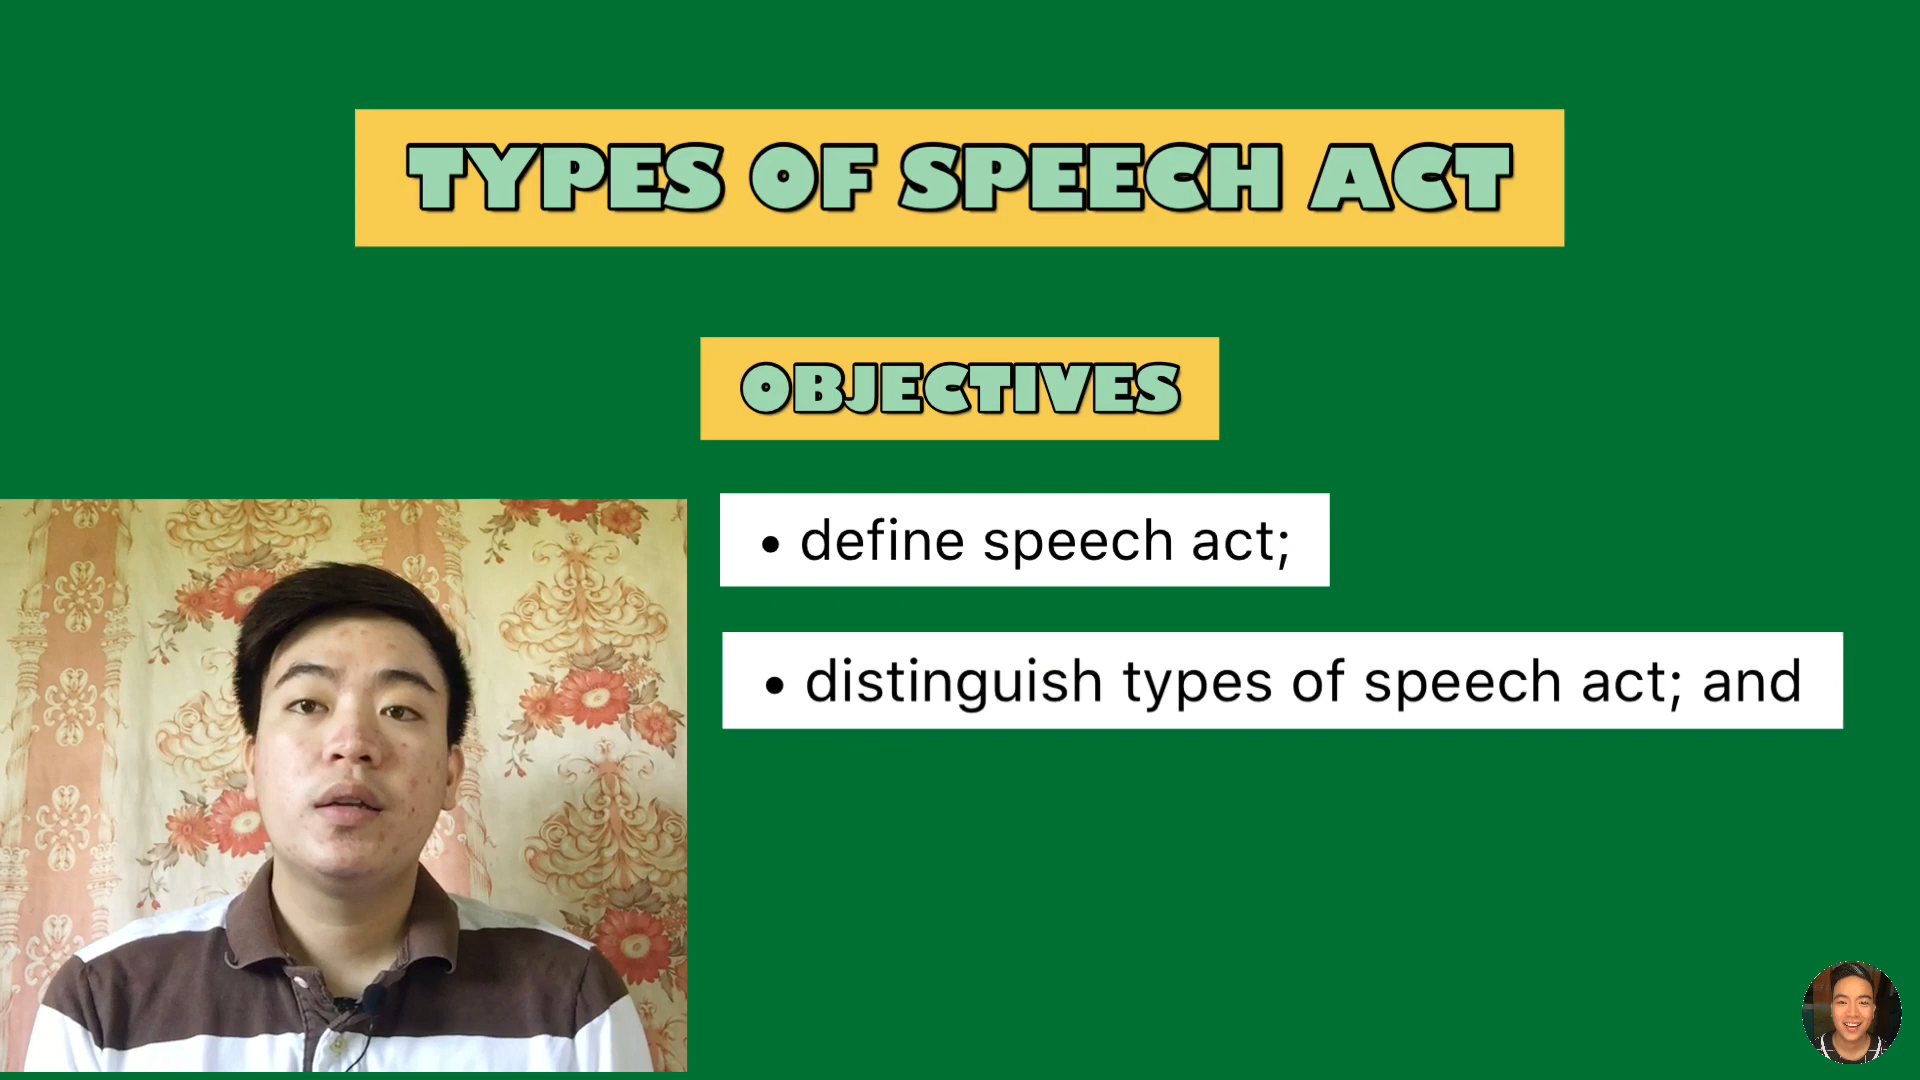 TYPES OF SPEECH ACT
OBJECTIVES
• define speech act;
• distinguish types of speech act; and